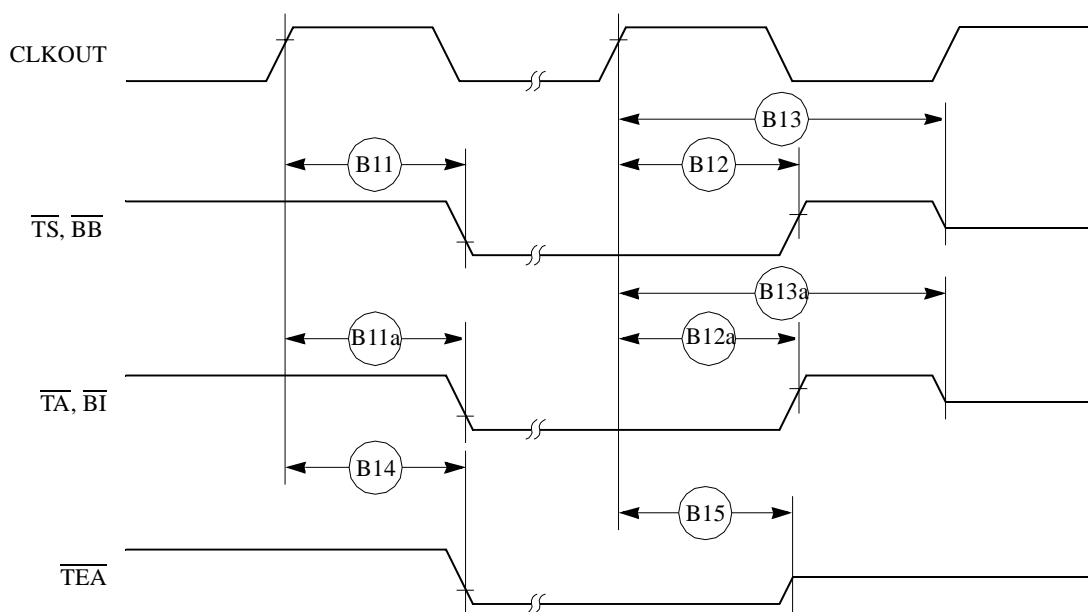 CLKOUT
B13
B11
B12
TS, BB
B13a
B11a
B12a
TA, BI
B14
B15
TEA